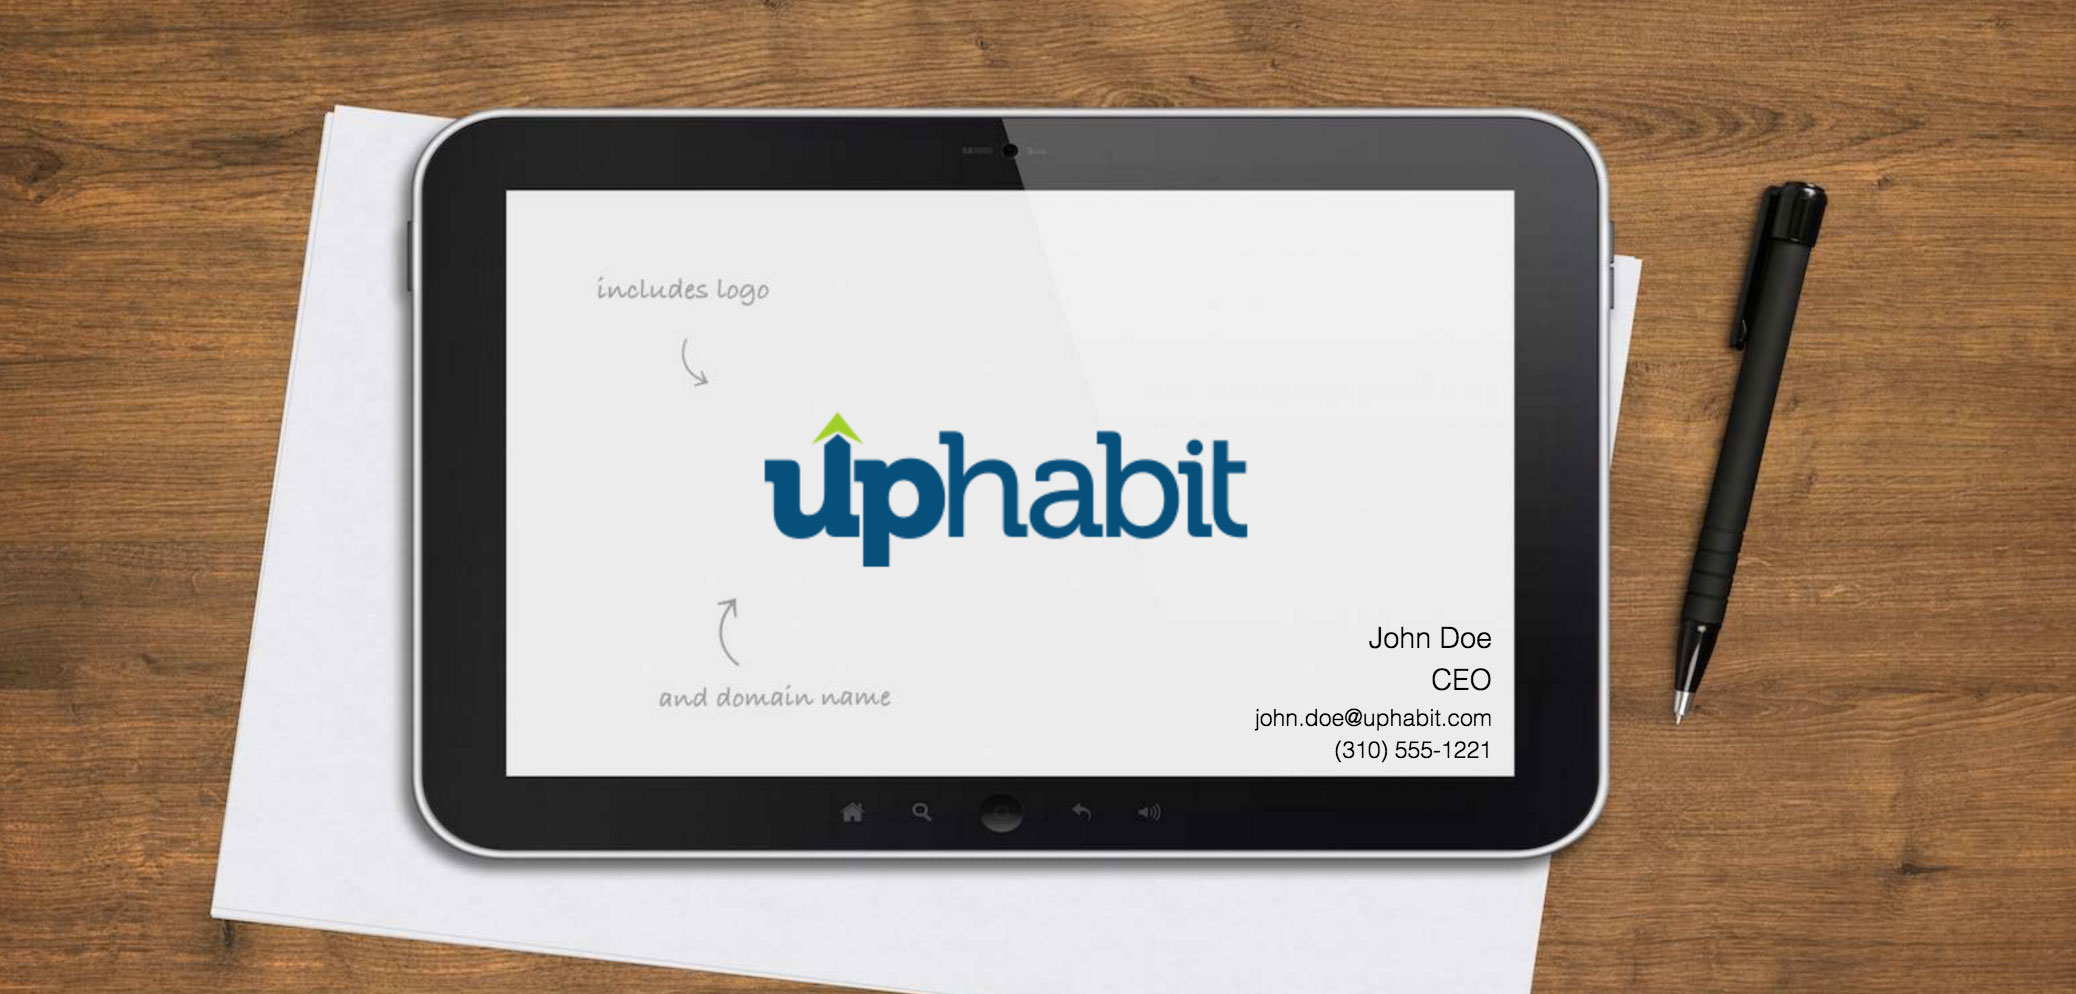 includes logo
uphabit
and domain name
John Doe
CEO
john.doe@uphabit.com
(310) 555-1221